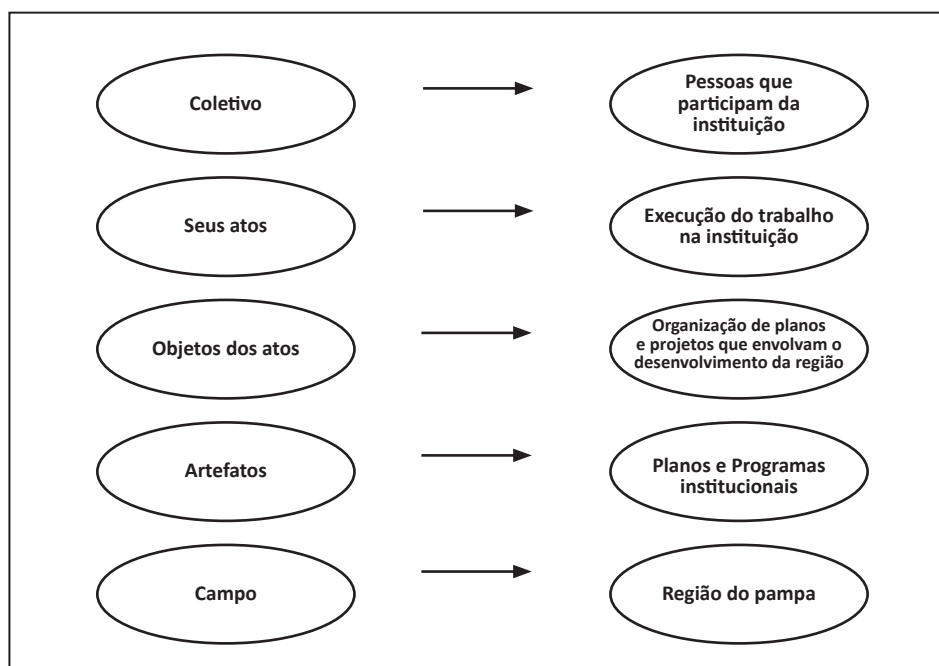 Coletivo
Pessoas que
participam da
instituição
Seus atos
Execução do trabalho
na instituição
Objetos dos atos
Organização de planos
e projetos que envolvam o
desenvolvimento da região
Artefatos
Planos e Programas
institucionais
Campo
Região do pampa